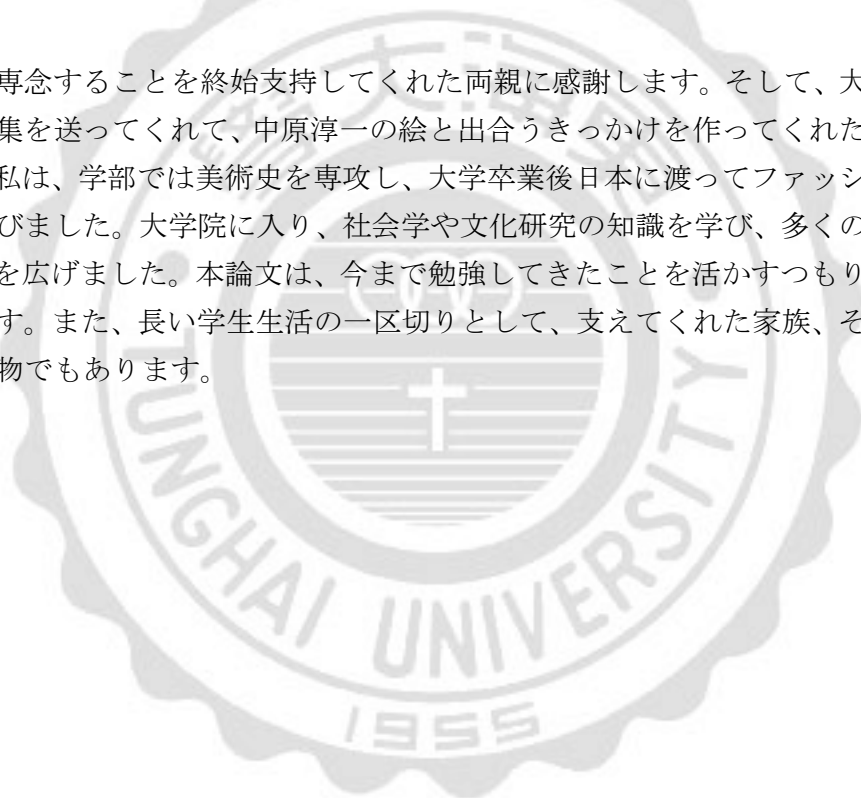 専念することを終始支持してくれた両親に感謝します。そして、大
集を送ってくれて、中原淳一の絵と出合うきっかけを作ってくれた
私は、学部では美術史を専攻し、大学卒業後日本に渡ってファッシ
びました。大学院に入り、社会学や文化研究の知識を学び、多くの
を広げました。本論文は、今まで勉強してきたことを活かすつもり
す。また、長い学生生活の一区切りとして、支えてくれた家族、そ
物でもあります。
UNGHAI UNIVERSITY
1955